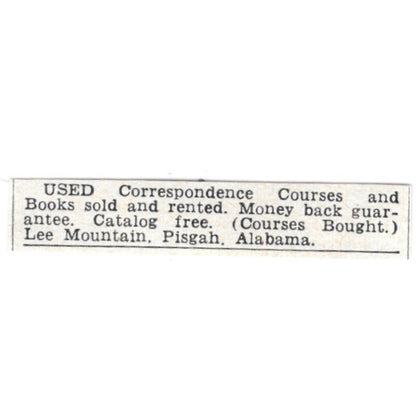 USED Correspondence Courses and
Books sold and rented. Money back guar-
antee. Catalog free. (Courses Bought.)
Lee Mountain, Pisgah, Alabama.